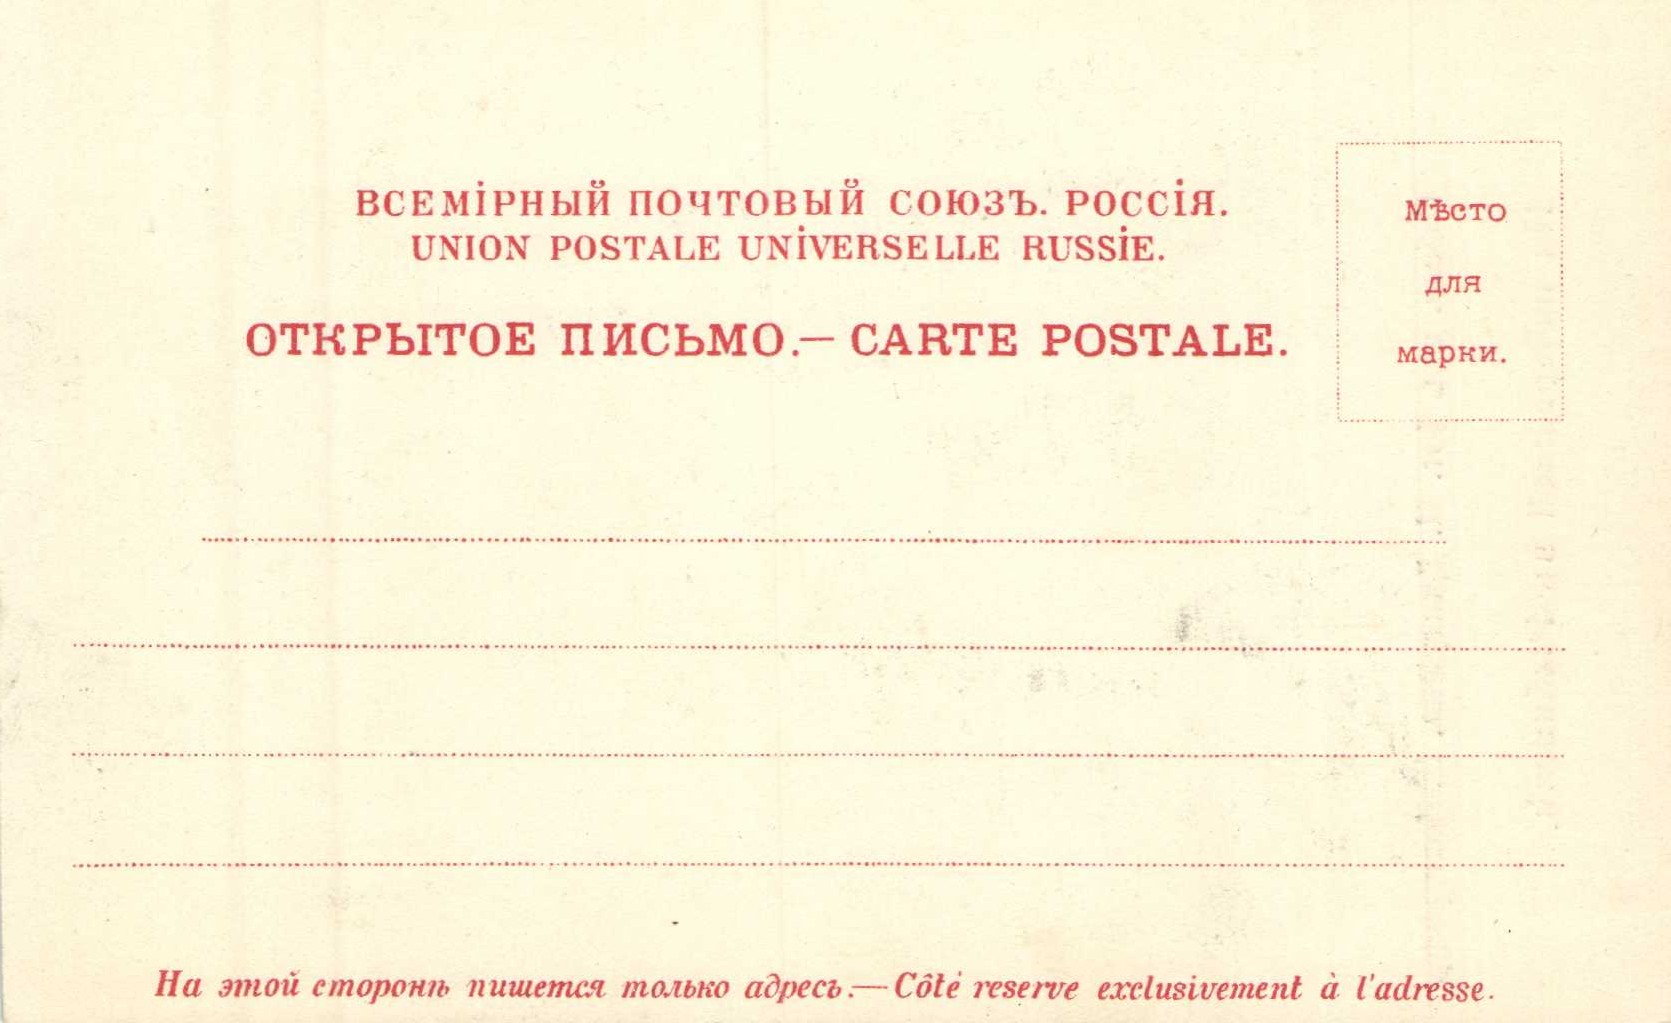 ВСЕМІРНЫЙ ПОЧТОВЫЙ СОЮЗЪ. РОССІЯ.
UNION POSTALE UNIVERSELLE RUSSIE.
ОТКРЫТОЕ ПИСЬМО.— CARTE POSTALE.
Мѣсто
для
марки.
На этой сторонѣ пишется только адресъ.— Côté reserve exclusivement à l'adresse.